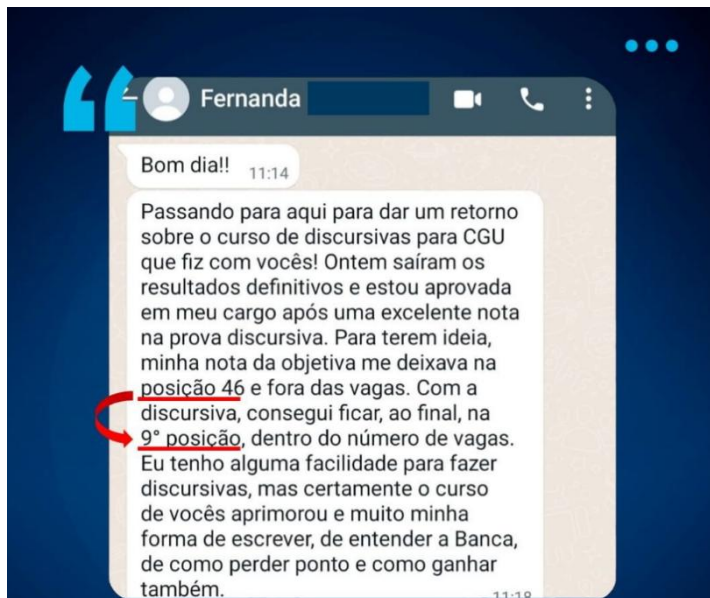 Fernanda
Bom dia!!
11:14
Passando para aqui para dar um retorno
sobre o curso de discursivas para CGU
que fiz com vocês! Ontem saíram os
resultados definitivos e estou aprovada
em meu cargo após uma excelente nota
na prova discursiva. Para terem ideia,
minha nota da objetiva me deixava na
posição 46 e fora das vagas. Com a
discursiva, consegui ficar, ao final, na
9° posição, dentro do número de vagas.
Eu tenho alguma facilidade para fazer
discursivas, mas certamente o curso
de vocês aprimorou e muito minha
forma de escrever, de entender a Banca,
de como perder ponto e como ganhar
também.
11:18